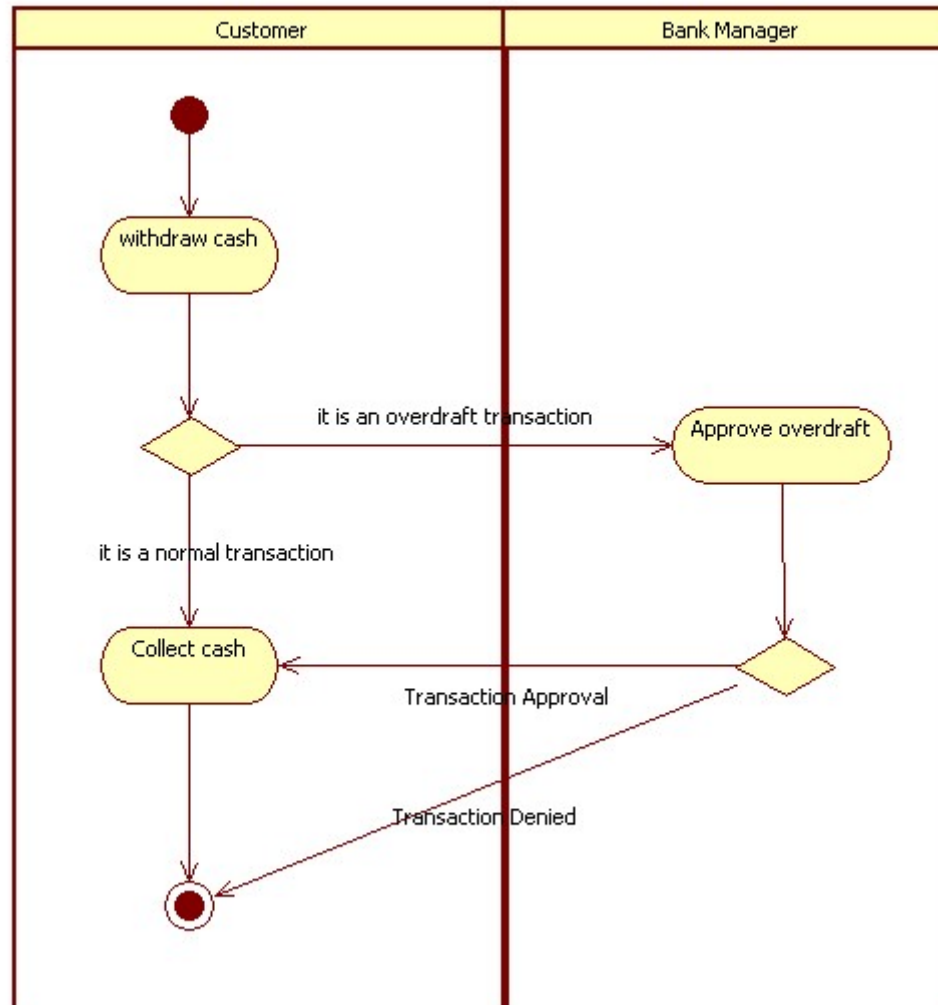 Customer
Bank Manager
withdraw cash
it is an overdraft transaction
Approve overdraft
it is a normal transaction
Collect cash
Transaction Approval
Transaction Denied